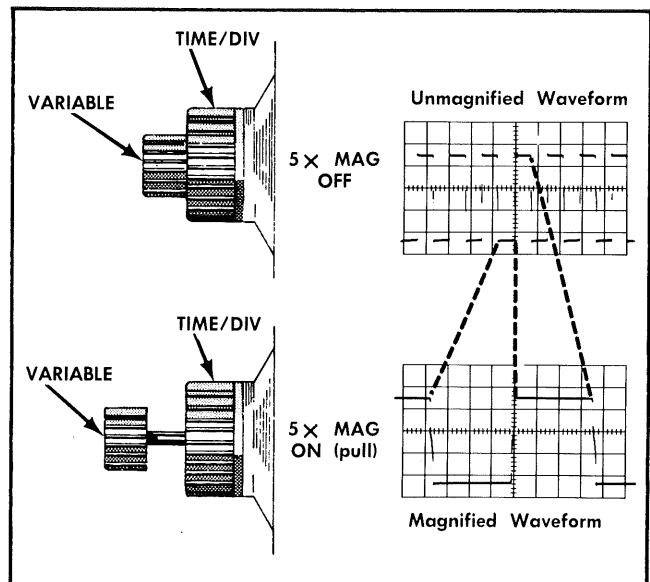 TIME/DIV
VARIABLE
5× MAG
OFF
Unmagnified Waveform
TIME/DIV
VARIABLE
5× MAG
ON (pull)
Magnified Waveform